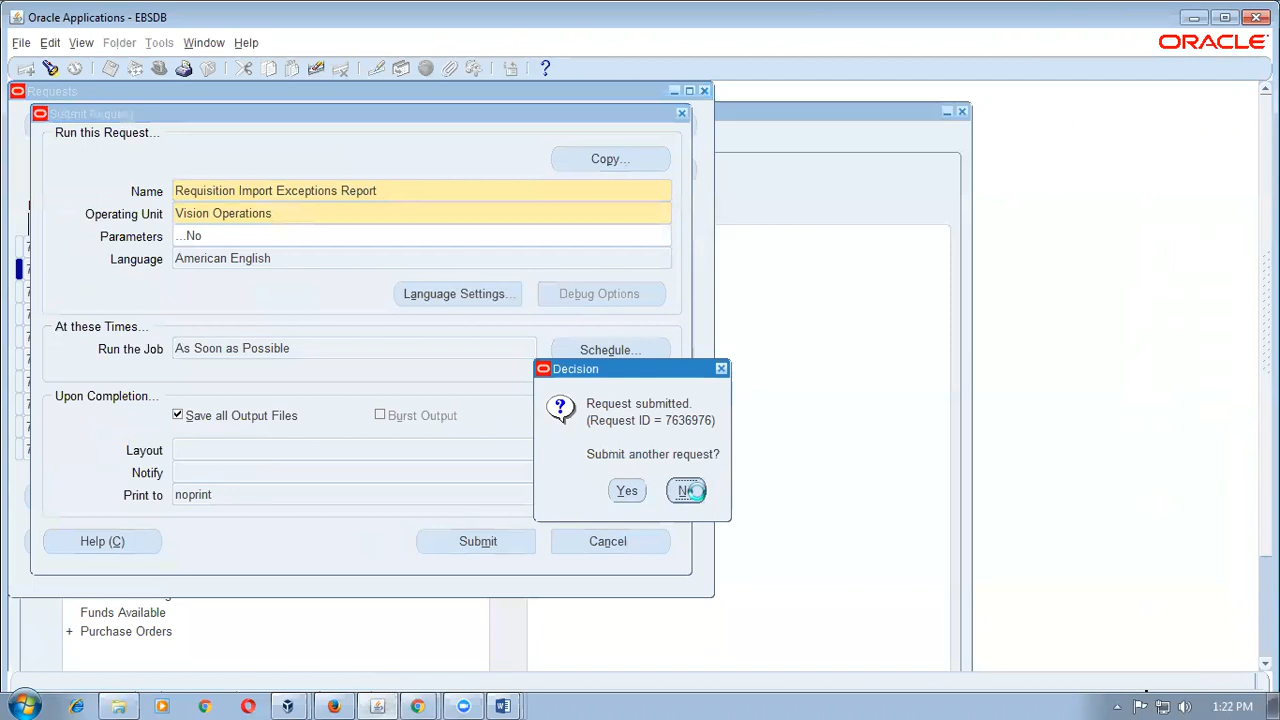 Oracle Applications - EBSDB
File Edit View Folder Tools Window Help
ORACLE
Requests
Submit Request
Run this Request...
Copy...
Name Requisition Import Exceptions Report
Operating Unit Vision Operations
Parameters ...No
Language American English
Language Settings... Debug Options
At these Times...
Run the Job As Soon as Possible
Schedule...
Decision
Upon Completion...
Save all Output Files Burst Output
Request submitted.
(Request ID = 7636976)
Layout
Submit another request?
Notify
Print to noprint
Yes
Help (C) Submit Cancel
Funds Available
+ Purchase Orders
1:22 PM